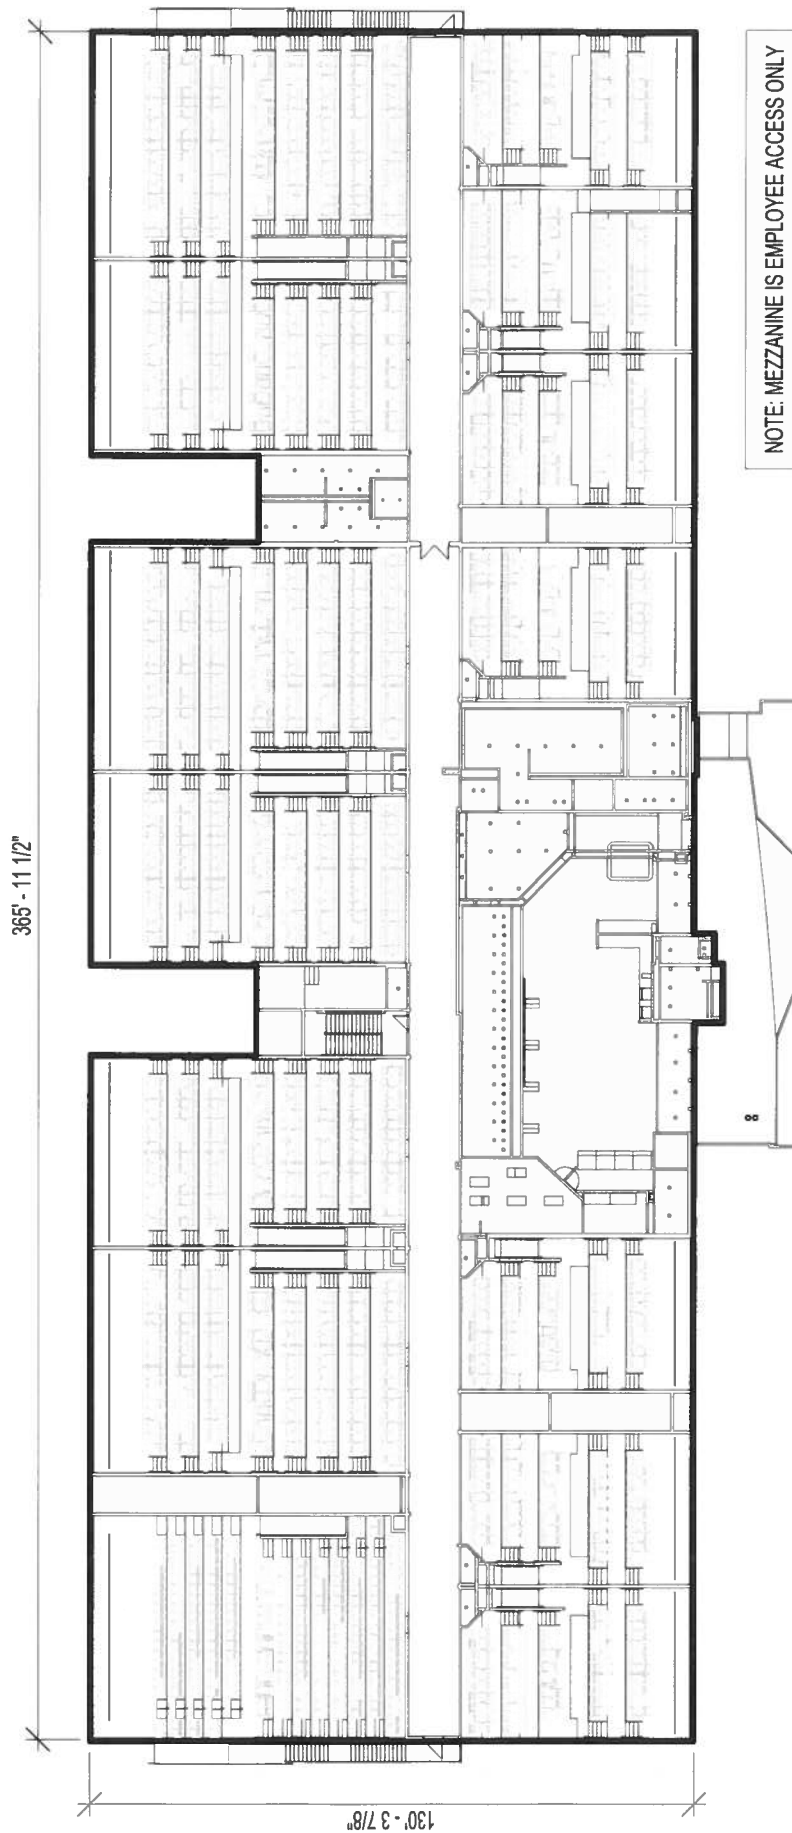 365' - 11 1/2"
NOTE: MEZZANINE IS EMPLOYEE ACCESS ONLY
130' - 3 7/8"